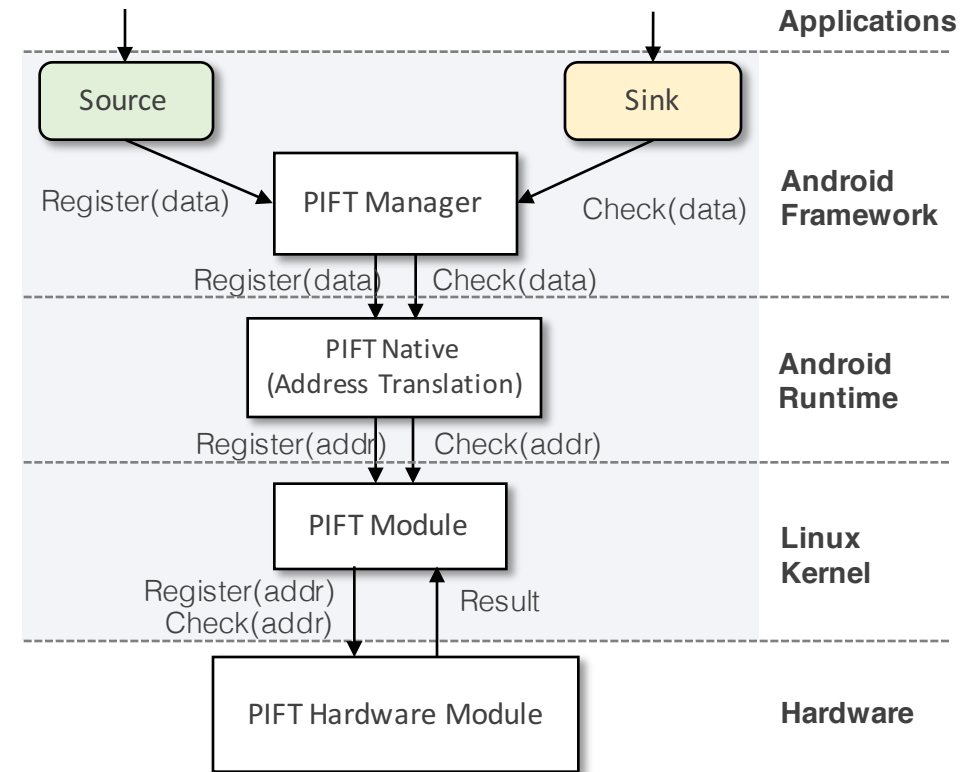 Applications
Source
Sink
Register(data)
PIFT Manager
Check(data)
Android
Framework
Register(data)
Check(data)
PIFT Native
(Address Translation)
Android
Runtime
Register(addr)
Check(addr)
PIFT Module
Linux
Kernel
Register(addr)
Check(addr)
Result
PIFT Hardware Module
Hardware